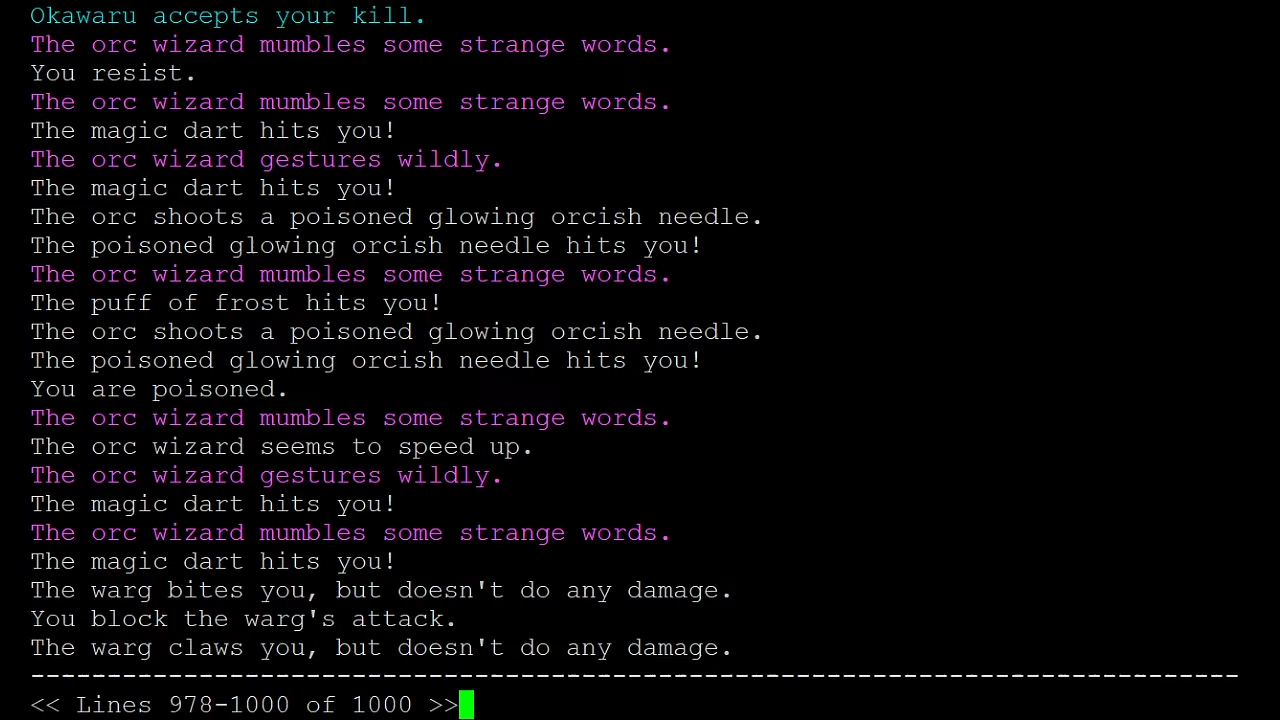 Okawaru accepts your kill.
The orc wizard mumbles some strange words.
You resist.
The orc wizard mumbles some strange words.
The magic dart hits you!
The orc wizard gestures wildly.
The magic dart hits you!
The orc shoots a poisoned glowing orcish needle.
The poisoned glowing orcish needle hits you!
The orc wizard mumbles some strange words.
The puff of frost hits you!
The orc shoots a poisoned glowing orcish needle.
The poisoned glowing orcish needle hits you!
You are poisoned.
The orc wizard mumbles some strange words.
The orc wizard seems to speed up.
The orc wizard gestures wildly.
The magic dart hits you!
The orc wizard mumbles some strange words.
The magic dart hits you!
The warg bites you, but doesn't do any damage.
You block the warg's attack.
The warg claws you, but doesn't do any damage.
-------------------------------------------------------------------------------
<< Lines 978-1000 of 1000 >>